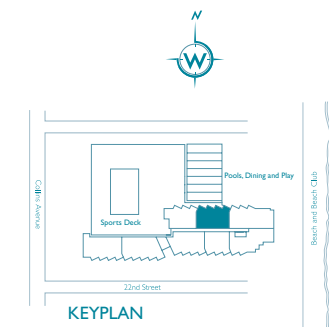 N
W
Pools, Dining and Play
Collins Avenue
Beach and Beach Club
Sports Deck
22nd Street
KEYPLAN